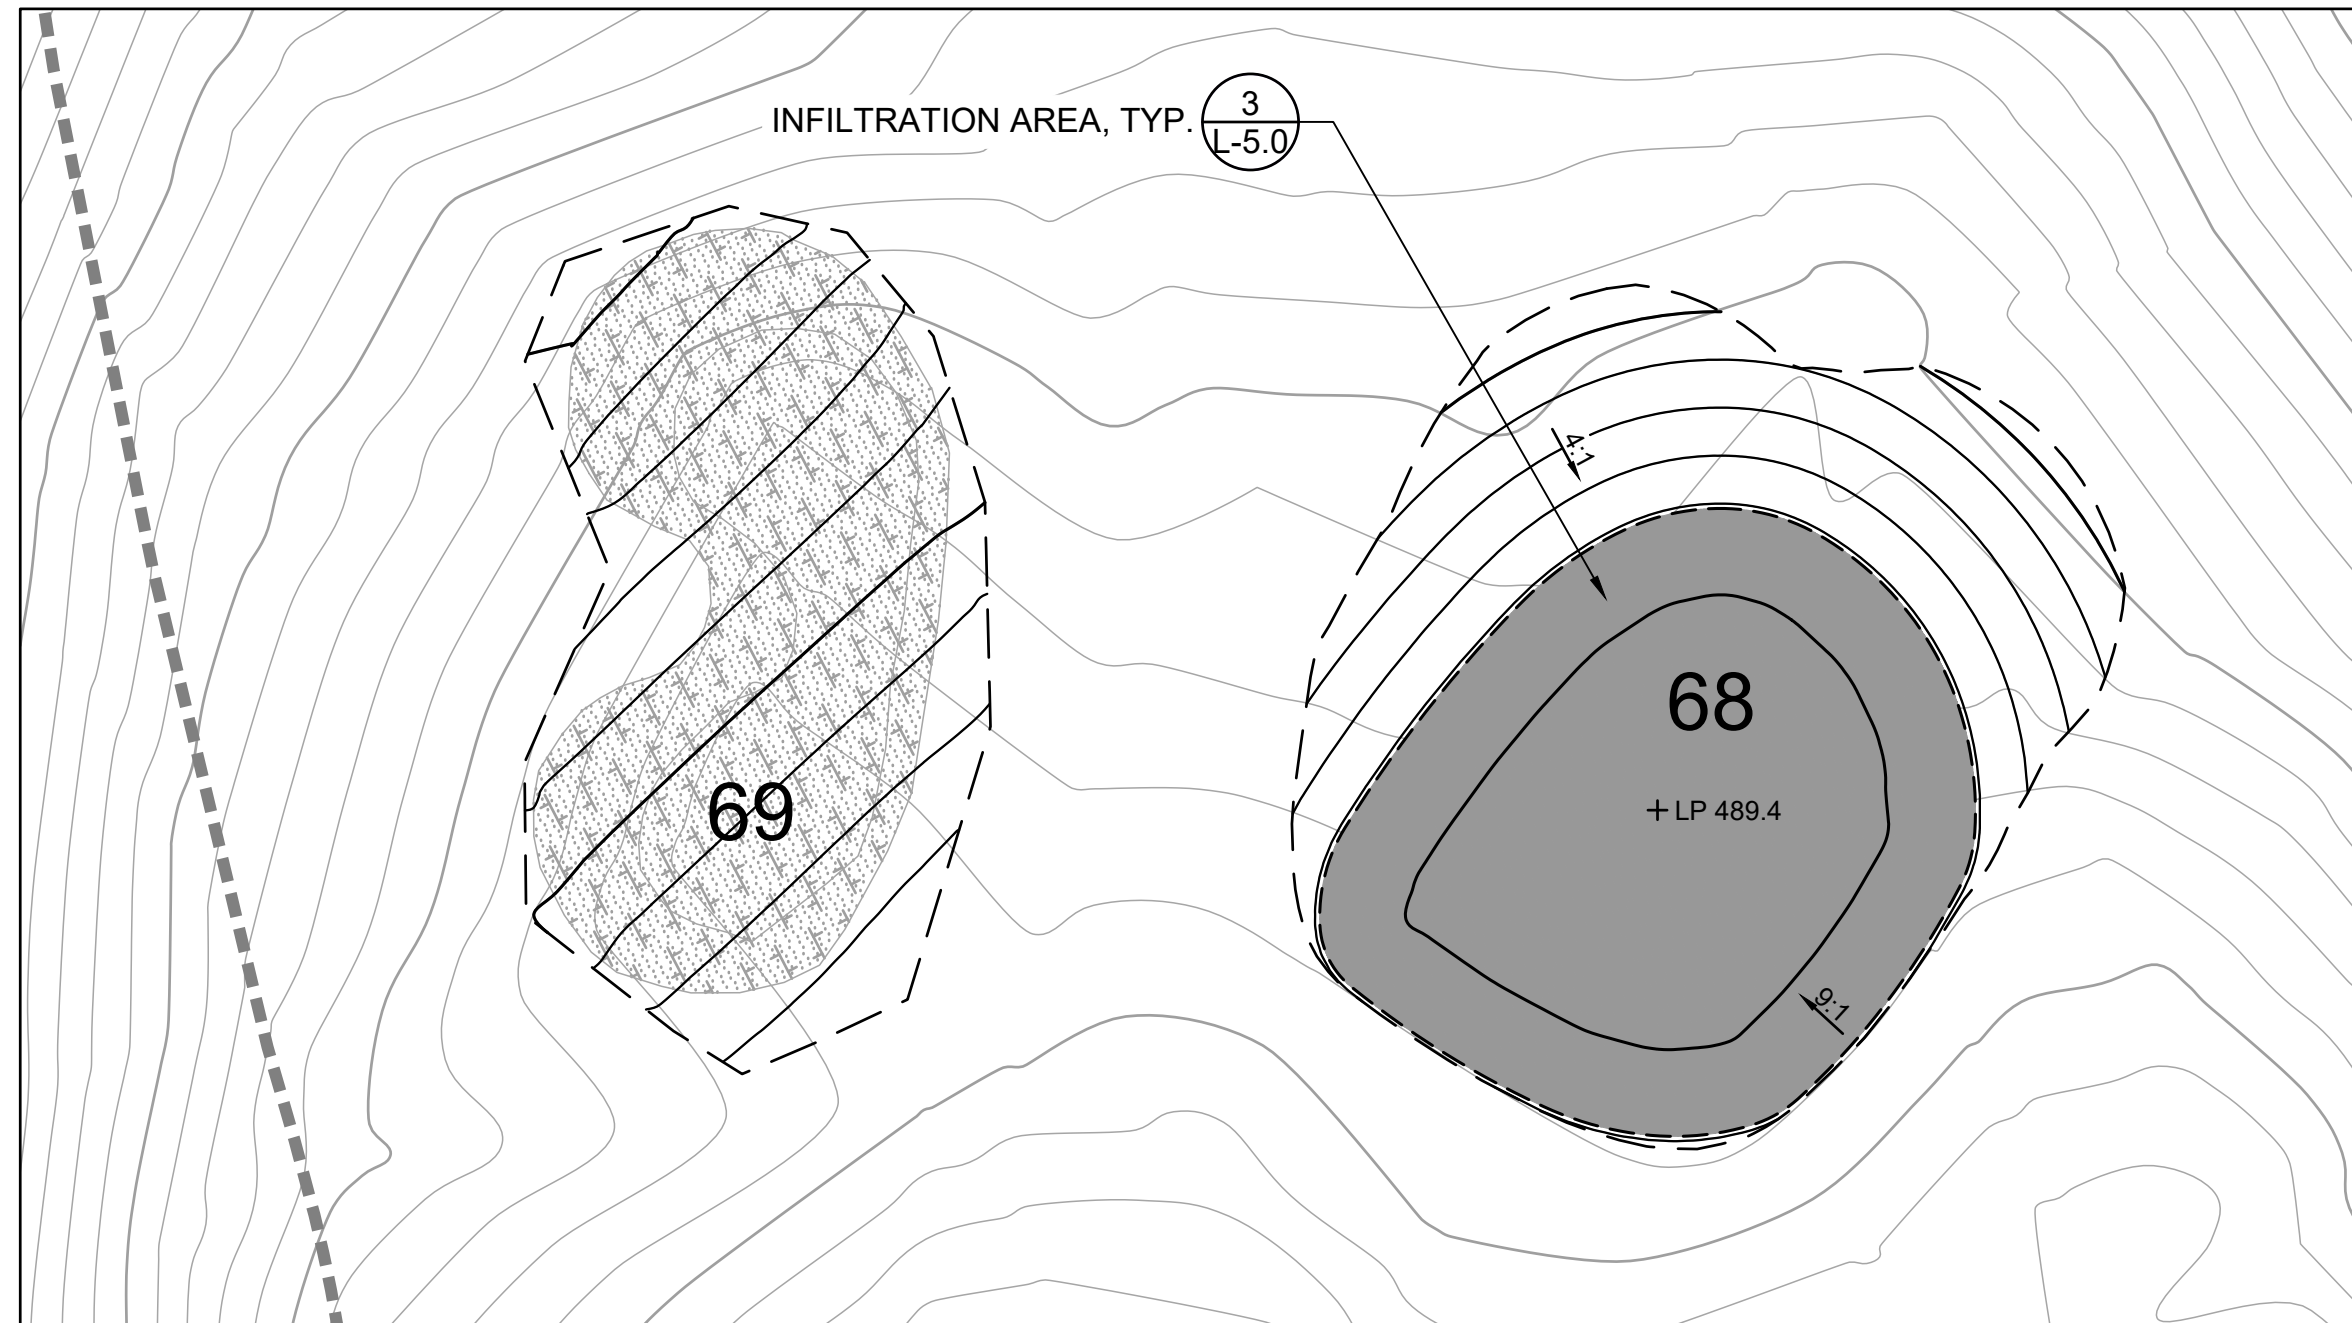 INFILTRATION AREA, TYP.
3
L-5.0
4:1
68
69
LP 489.4
9:1